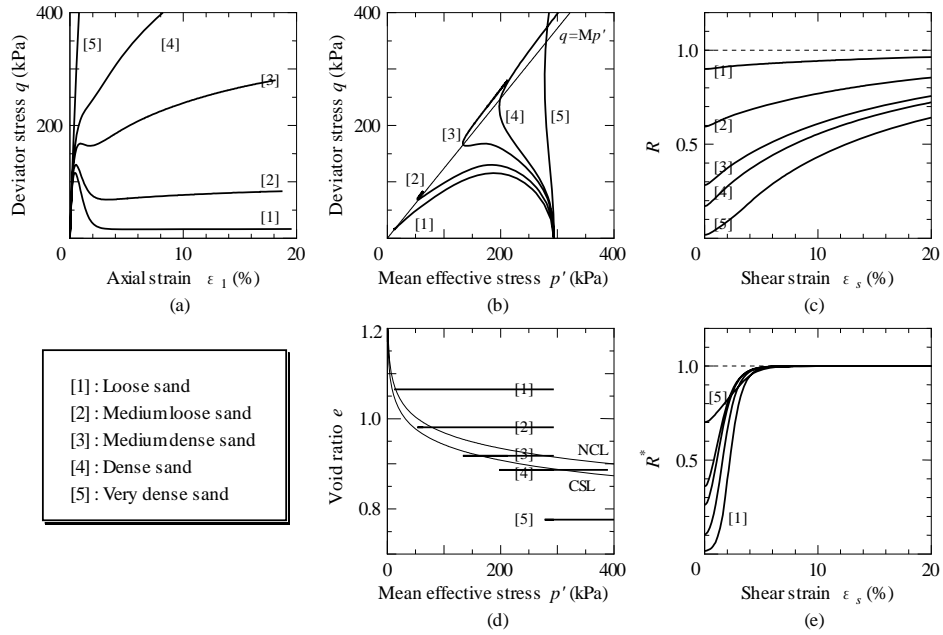 400
200
0
0
10
20
[5]
[4]
[3]
[2]
[1]
Deviator stress q (kPa)
Axial strain ε₁ (%)
(a)
400
200
0
200
400
q=Mp'
[3]
[4]
[5]
[2]
[1]
Deviator stress q (kPa)
Mean effective stress p' (kPa)
(b)
1.0
0.5
0
0
10
20
[1]
[2]
[3]
[4]
[5]
R
Shear strain εₛ (%)
(c)
[1] : Loose sand
[2] : Medium loose sand
[3] : Medium dense sand
[4] : Dense sand
[5] : Very dense sand
1.2
1.0
0.8
0
200
400
[1]
[2]
[3]
[4]
[5]
NCL
CSL
Void ratio e
Mean effective stress p' (kPa)
(d)
1.0
0.5
0
10
20
[5]
[1]
R*
Shear strain εₛ (%)
(e)